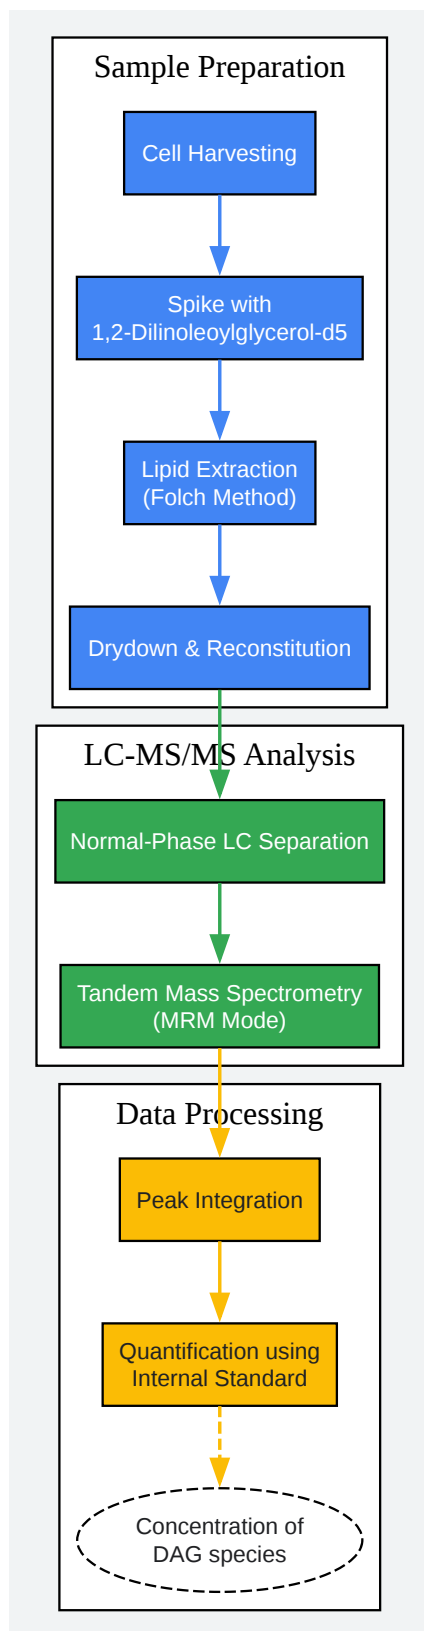 Sample Preparation
Cell Harvesting
Spike with
1,2-Dilinoleoylglycerol-d5
Lipid Extraction
(Folch Method)
Drydown & Reconstitution
LC-MS/MS Analysis
Normal-Phase LC Separation
Tandem Mass Spectrometry
(MRM Mode)
Data Processing
Peak Integration
Quantification using
Internal Standard
Concentration of
DAG species